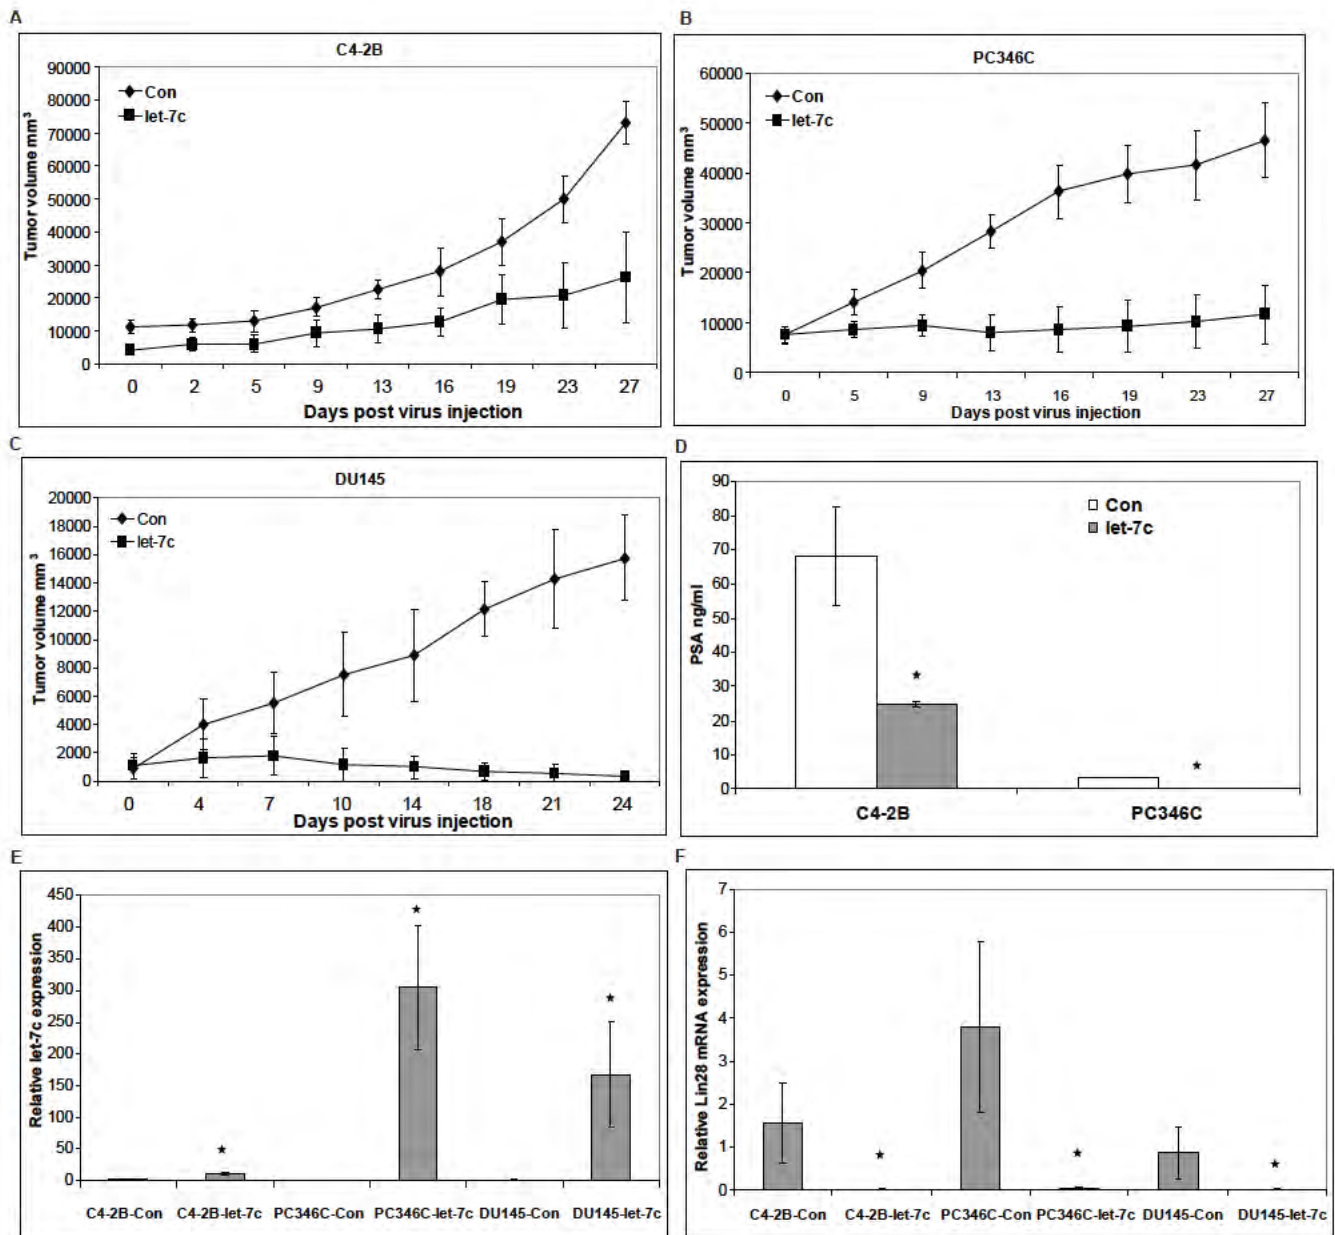 A
C4-2B
90000
80000
70000
60000
50000
40000
30000
20000
10000
0
Tumor volume mm³
Con
let-7c
0 2 5 9 13 16 19 23 27
Days post virus injection
B
PC346C
60000
50000
40000
30000
20000
10000
0
Tumor volume mm³
Con
let-7c
0 5 9 13 16 19 23 27
Days post virus injection
C
DU145
20000
18000
16000
14000
12000
10000
8000
6000
4000
2000
0
Tumor volume mm³
Con
let-7c
0 4 7 10 14 18 21 24
Days post virus injection
D
90
80
70
60
50
40
30
20
10
0
PSA ng/ml
Con
let-7c
C4-2B PC346C
E
450
400
350
300
250
200
150
100
50
0
Relative let-7c expression
C4-2B-Con C4-2B-let-7c PC346C-Con PC346C-let-7c DU145-Con DU145-let-7c
F
7
6
5
4
3
2
1
0
Relative Lin28 mRNA expression
C4-2B-Con C4-2B-let-7c PC346C-Con PC346C-let-7c DU145-Con DU145-let-7c